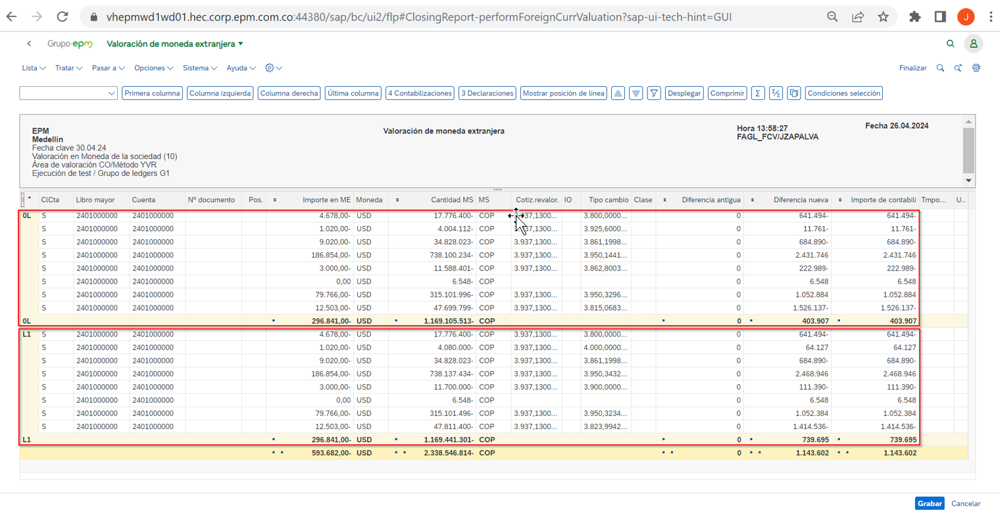 vhepmwd1wd01.hec.corp.epm.com.co:44380/sap/bc/ui2/flp#ClosingReport-performForeignCurrValuation?sap-ui-tech-hint=GUI J
Grupo·epm Valoración de moneda extranjera
Lista Tratar Pasar a Opciones Sistema Ayuda Finalizar
Primera columna Columna izquierda Columna derecha Última columna 4 Contabilizaciones 3 Declaraciones Mostrar posición de línea Desplegar Comprimir Σ Condiciones selección
EPM Valoración de moneda extranjera Hora 13:58:27 Fecha 26.04.2024
Medellín FAGL_FCV/JZAPALVA
Fecha clave 30.04.24
Valoración en Moneda de la sociedad (10)
Área de valoración CO/Método YVR
Ejecución de test / Grupo de ledgers G1
ClCta Libro mayor Cuenta Nº documento Pos. Σ Importe en ME Moneda Σ Cantidad MS MS Cotiz.revalor. IO Tipo cambio Clase Σ Diferencia antigua Σ Diferencia nueva Σ Importe de contabili Tmpo... U..
0L S 2401000000 2401000000 4.678,00- USD 17.776.400- COP 937,1300... 3.800,0000... 0 641.494- 641.494-
S 2401000000 2401000000 1.020,00- USD 4.004.112- COP 37,1300... 3.925,6000... 0 11.761- 11.761-
S 2401000000 2401000000 9.020,00- USD 34.828.023- COP 3.937,1300... 3.861,1998... 0 684.890- 684.890-
S 2401000000 2401000000 186.854,00- USD 738.100.234- COP 3.937,1300... 3.950,1441... 0 2.431.746 2.431.746
S 2401000000 2401000000 3.000,00- USD 11.588.401- COP 3.937,1300... 3.862,8003... 0 222.989- 222.989-
S 2401000000 2401000000 0,00 USD 6.548- COP 0 6.548 6.548
S 2401000000 2401000000 79.766,00- USD 315.101.996- COP 3.937,1300... 3.950,3296... 0 1.052.884 1.052.884
S 2401000000 2401000000 12.503,00- USD 47.699.799- COP 3.937,1300... 3.815,0683... 0 1.526.137- 1.526.137-
0L 296.841,00- USD 1.169.105.513- COP 0 403.907 403.907
L1 S 2401000000 2401000000 4.678,00- USD 17.776.400- COP 3.937,1300... 3.800,0000... 0 641.494- 641.494-
S 2401000000 2401000000 1.020,00- USD 4.080.000- COP 3.937,1300... 4.000,0000... 0 64.127 64.127
S 2401000000 2401000000 9.020,00- USD 34.828.023- COP 3.937,1300... 3.861,1998... 0 684.890- 684.890-
S 2401000000 2401000000 186.854,00- USD 738.137.434- COP 3.937,1300... 3.950,3432... 0 2.468.946 2.468.946
S 2401000000 2401000000 3.000,00- USD 11.700.000- COP 3.937,1300... 3.900,0000... 0 111.390- 111.390-
S 2401000000 2401000000 0,00 USD 6.548- COP 0 6.548 6.548
S 2401000000 2401000000 79.766,00- USD 315.101.496- COP 3.937,1300... 3.950,3234... 0 1.052.384 1.052.384
S 2401000000 2401000000 12.503,00- USD 47.811.400- COP 3.937,1300... 3.823,9942... 0 1.414.536- 1.414.536-
L1 296.841,00- USD 1.169.441.301- COP 0 739.695 739.695
593.682,00- USD 2.338.546.814- COP 0 1.143.602 1.143.602
Grabar Cancelar